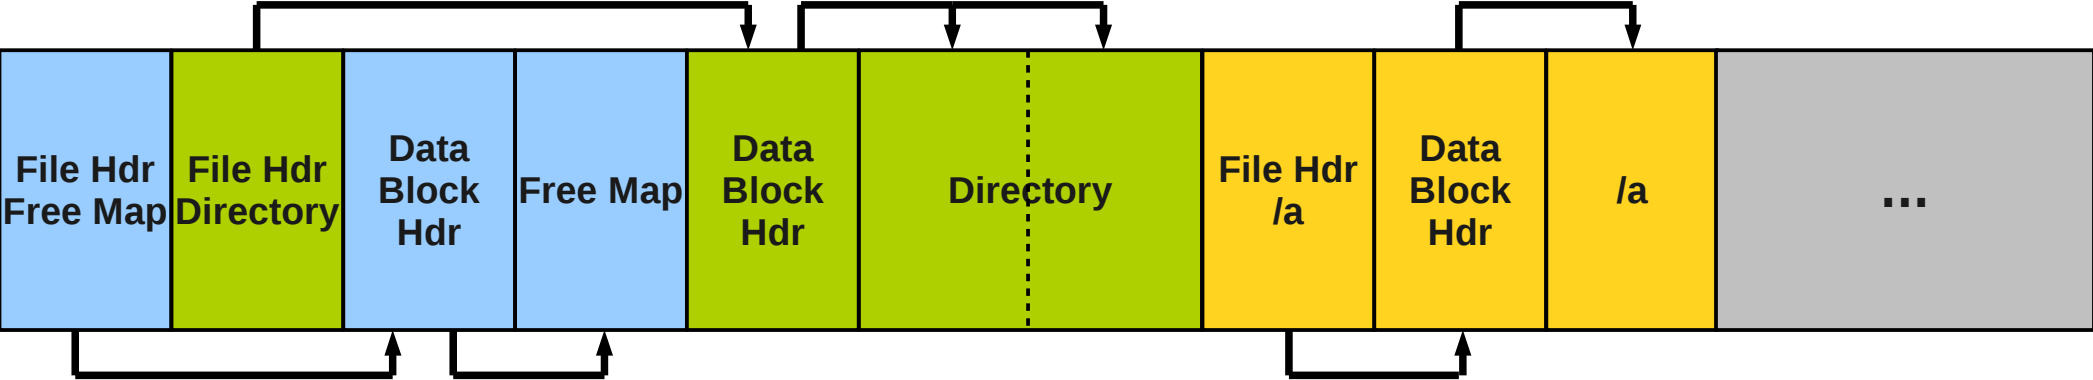 File Hdr
Free Map
File Hdr
Directory
Data
Block
Hdr
Free Map
Data
Block
Hdr
Directory
File Hdr
/a
Data
Block
Hdr
/a
...